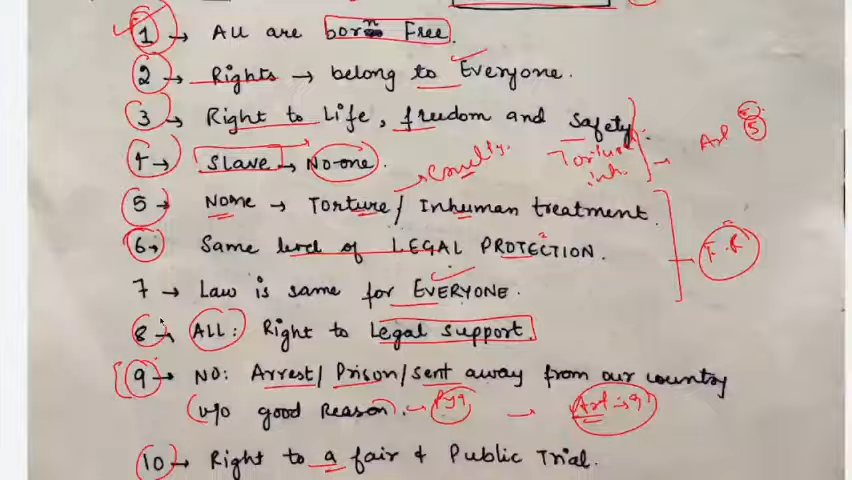 1 → All are born Free.
2 → Rights → belong to Everyone.
3 → Right to Life, freedom and Safety.
Art 5
4 → Slave → No-one.
cruelty.
5 → None → Torture / Inhuman treatment.
6 → Same level of LEGAL PROTECTION.
7 → Law is same for EVERYONE.
8 → ALL: Right to Legal support.
9 → NO: Arrest / Prison / sent away from our country
(w/o good Reason). → PYQ → Art → 9
10 → Right to a fair & Public Trial.